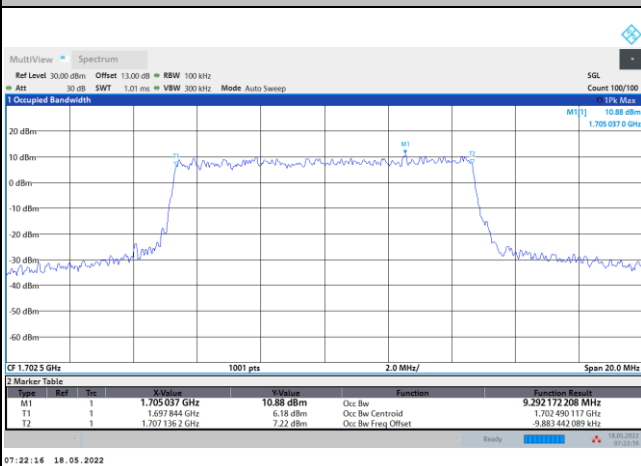 MultiView Spectrum
Ref Level 30.00 dBm Offset 13.00 dB RBW 100 kHz SGL
Att 30 dB SWT 1.01 ms VBW 300 kHz Mode Auto Sweep Count 100/100
1 Occupied Bandwidth 1Pk Max
M1[1] 10.88 dBm
1.705 037 0 GHz
20 dBm
M1
T1 T2
10 dBm
0 dBm
-10 dBm
-20 dBm
-30 dBm
-40 dBm
-50 dBm
-60 dBm
CF 1.702 5 GHz 1001 pts 2.0 MHz/ Span 20.0 MHz
2 Marker Table
Type Ref Trc X-Value Y-Value Function Function Result
M1 1 1.705 037 GHz 10.88 dBm Occ Bw 9.292 172 208 MHz
T1 1 1.697 844 GHz 6.18 dBm Occ Bw Centroid 1.702 490 117 GHz
T2 1 1.707 136 2 GHz 7.22 dBm Occ Bw Freq Offset -9.883 442 089 kHz
Ready 18.05.2022
07:22:16
07:22:16 18.05.2022